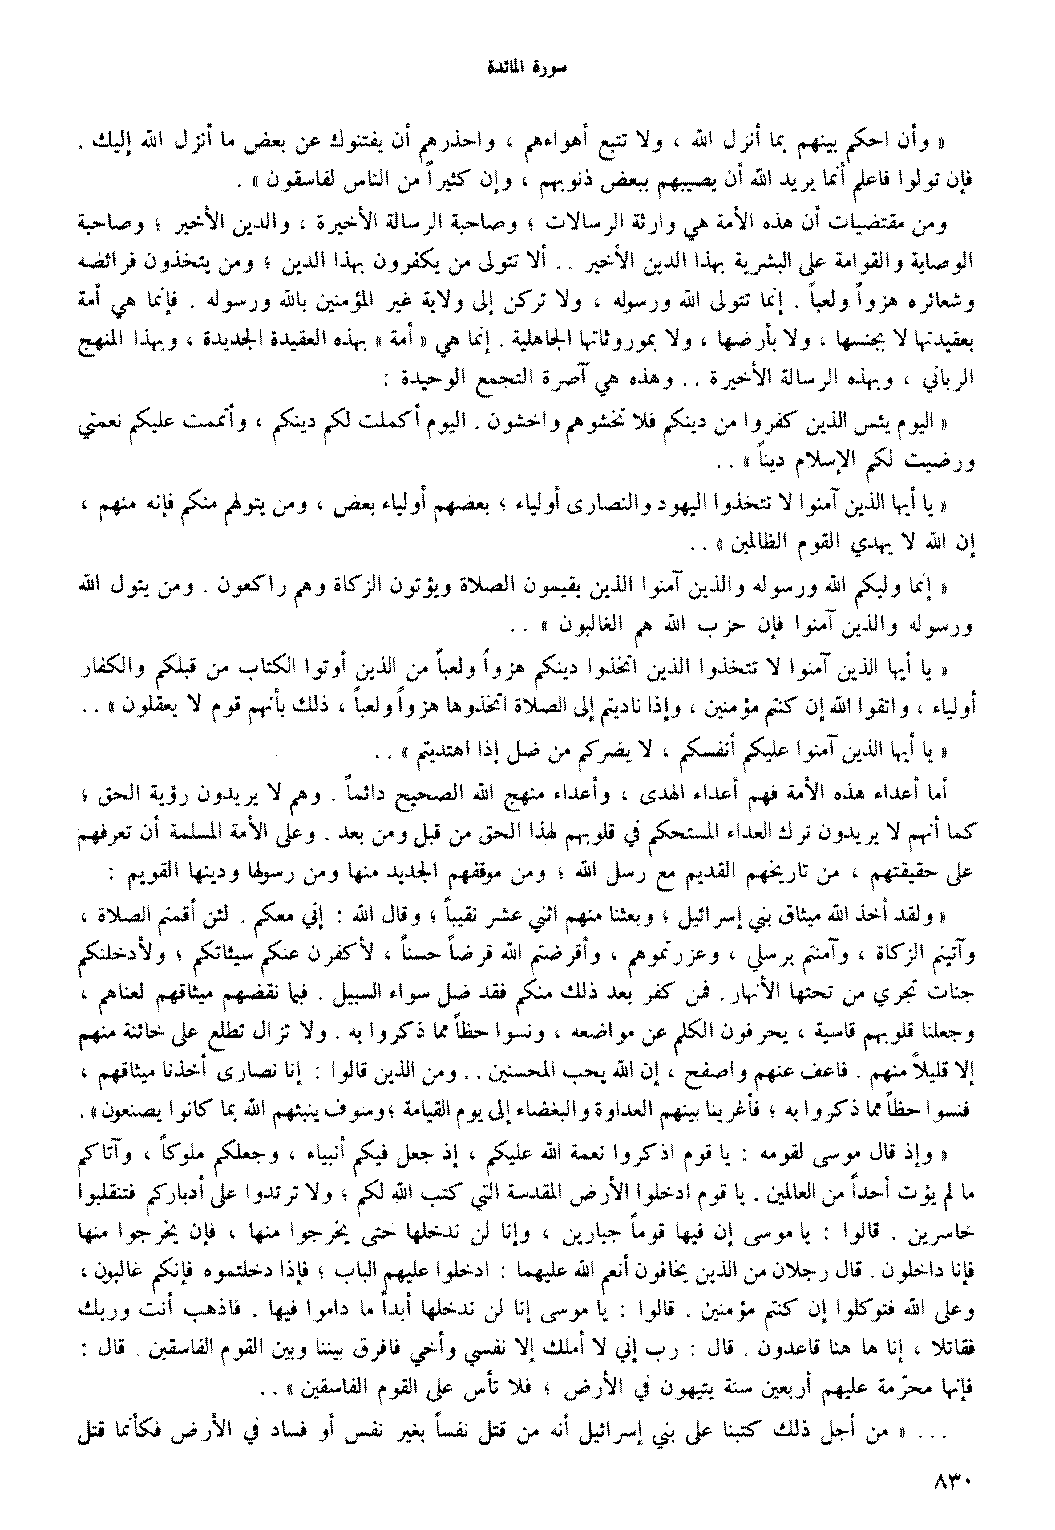 سورة المائدة
« وأن احكم بينهم بما أنزل الله ، ولا تتبع أهواءهم ، واحذرهم أن يفتنوك عن بعض ما أنزل الله إليك .
فإن تولوا فاعلم أنما يريد الله أن يصيبهم ببعض ذنوبهم ، وإن كثيراً من الناس لفاسقون » .
ومن مقتضيات أن هذه الأمة هي وارثة الرسالات ؛ وصاحبة الرسالة الأخيرة ، والدين الأخير ؛ وصاحبة
الوصاية والقوامة على البشرية بهذا الدين الأخير .. ألا تتولى من يكفرون بهذا الدين ؛ ومن يتخذون فرائضه
وشعائره هزواً ولعباً . إنما تتولى الله ورسوله ، ولا تركن إلى ولاية غير المؤمنين بالله ورسوله . فإنما هي أمة
بعقيدتها لا بجنسها ، ولا بأرضها ، ولا بموروثاتها الجاهلية . إنما هي « أمة » بهذه العقيدة الجديدة ، وبهذا المنهج
الرباني ، وبهذه الرسالة الأخيرة .. وهذه هي آصرة التجمع الوحيدة :
« اليوم يئس الذين كفروا من دينكم فلا تخشوهم واخشون . اليوم أكملت لكم دينكم ، وأتممت عليكم نعمتي
ورضيت لكم الإسلام ديناً » ..
« يا أيها الذين آمنوا لا تتخذوا اليهود والنصارى أولياء ؛ بعضهم أولياء بعض ، ومن يتولهم منكم فإنه منهم ،
إن الله لا يهدي القوم الظالمين » ..
« إنما وليكم الله ورسوله والذين آمنوا الذين يقيمون الصلاة ويؤتون الزكاة وهم راكعون . ومن يتول الله
ورسوله والذين آمنوا فإن حزب الله هم الغالبون » ..
« يا أيها الذين آمنوا لا تتخذوا الذين اتخذوا دينكم هزواً ولعباً من الذين أوتوا الكتاب من قبلكم والكفار
أولياء ، واتقوا الله إن كنتم مؤمنين ، وإذا ناديتم إلى الصلاة اتخذوها هزواً ولعباً ، ذلك بأنهم قوم لا يعقلون » ..
« يا أيها الذين آمنوا عليكم أنفسكم ، لا يضركم من ضل إذا اهتديتم » ..
أما أعداء هذه الأمة فهم أعداء الهدى ، وأعداء منهج الله الصحيح دائماً . وهم لا يريدون رؤية الحق ؛
كما أنهم لا يريدون ترك العداء المستحكم في قلوبهم لهذا الحق من قبل ومن بعد . وعلى الأمة المسلمة أن تعرفهم
على حقيقتهم ، من تاريخهم القديم مع رسل الله ؛ ومن موقفهم الجديد منها ومن رسولها ودينها القويم :
« ولقد أخذ الله ميثاق بني إسرائيل ؛ وبعثنا منهم اثني عشر نقيباً ؛ وقال الله : إني معكم . لئن أقمتم الصلاة ،
وآتيتم الزكاة ، وآمنتم برسلي ، وعزرتموهم ، وأقرضتم الله قرضاً حسناً ، لأكفرن عنكم سيئاتكم ؛ ولأدخلنكم
جنات تجري من تحتها الأنهار . فمن كفر بعد ذلك منكم فقد ضل سواء السبيل . فبما نقضهم ميثاقهم لعناهم ،
وجعلنا قلوبهم قاسية ، يحرفون الكلم عن مواضعه ، ونسوا حظاً مما ذكروا به . ولا تزال تطلع على خائنة منهم
إلا قليلاً منهم . فاعف عنهم واصفح ، إن الله يحب المحسنين .. ومن الذين قالوا : إنا نصارى أخذنا ميثاقهم ،
فنسوا حظاً مما ذكروا به ؛ فأغرينا بينهم العداوة والبغضاء إلى يوم القيامة ؛ وسوف ينبئهم الله بما كانوا يصنعون » .
« وإذ قال موسى لقومه : يا قوم اذكروا نعمة الله عليكم ، إذ جعل فيكم أنبياء ، وجعلكم ملوكاً ، وآتاكم
ما لم يؤت أحداً من العالمين . يا قوم ادخلوا الأرض المقدسة التي كتب الله لكم ؛ ولا ترتدوا على أدباركم فتنقلبوا
خاسرين . قالوا : يا موسى إن فيها قوماً جبارين ، وإنا لن ندخلها حتى يخرجوا منها ، فإن يخرجوا منها
فإنا داخلون . قال رجلان من الذين يخافون أنعم الله عليهما : ادخلوا عليهم الباب ؛ فإذا دخلتموه فإنكم غالبون ،
وعلى الله فتوكلوا إن كنتم مؤمنين . قالوا : يا موسى إنا لن ندخلها أبداً ما داموا فيها . فاذهب أنت وربك
فقاتلا ، إنا ها هنا قاعدون . قال : رب إني لا أملك إلا نفسي وأخي فافرق بيننا وبين القوم الفاسقين . قال :
فإنها محرّمة عليهم أربعين سنة يتيهون في الأرض ؛ فلا تأس على القوم الفاسقين » ..
... « من أجل ذلك كتبنا على بني إسرائيل أنه من قتل نفساً بغير نفس أو فساد في الأرض فكأنما قتل
٨٣٠